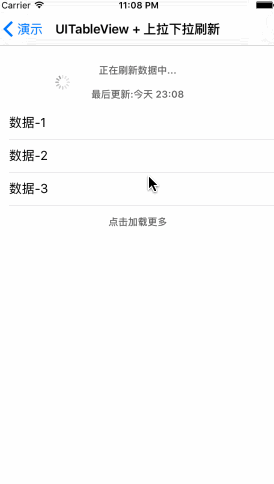 Carrier 11:08 PM
演示 UITableView + 上拉下拉刷新
正在刷新数据中...
最后更新:今天 23:08
数据-1
数据-2
数据-3
点击加载更多